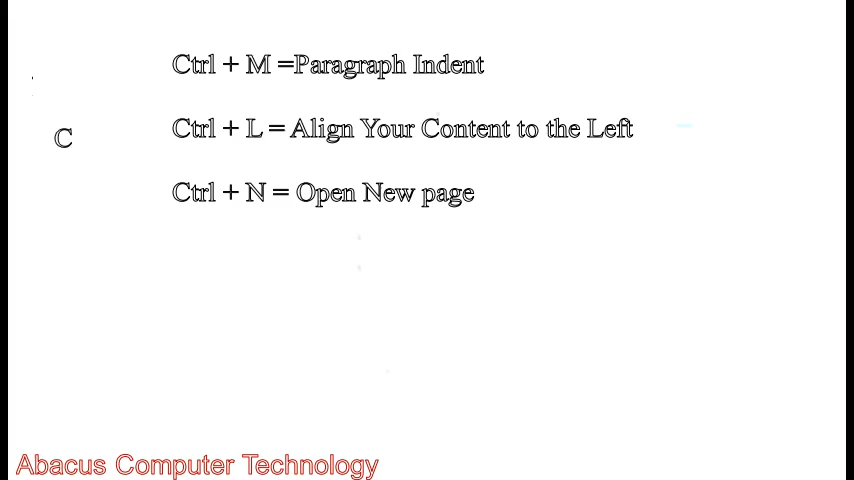 Ctrl + M =Paragraph Indent
Ctrl + L = Align Your Content to the Left
C
Ctrl + N = Open New page
Abacus Computer Technology